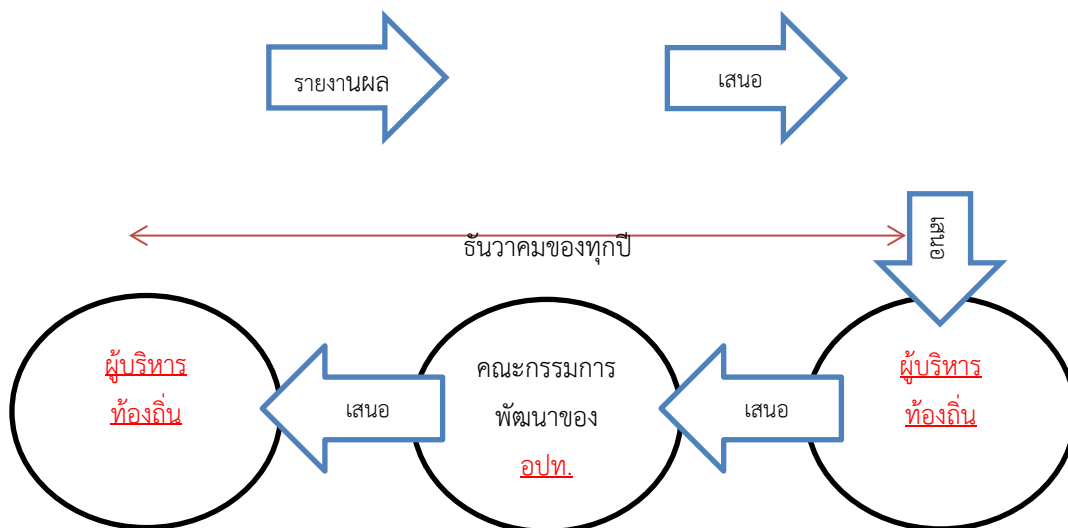 รายงานผล
เสนอ
เสนอ
ธันวาคมของทุกปี
ผู้บริหาร
ท้องถิ่น
เสนอ
คณะกรรมการ
พัฒนาของ
อปท.
เสนอ
ผู้บริหาร
ท้องถิ่น